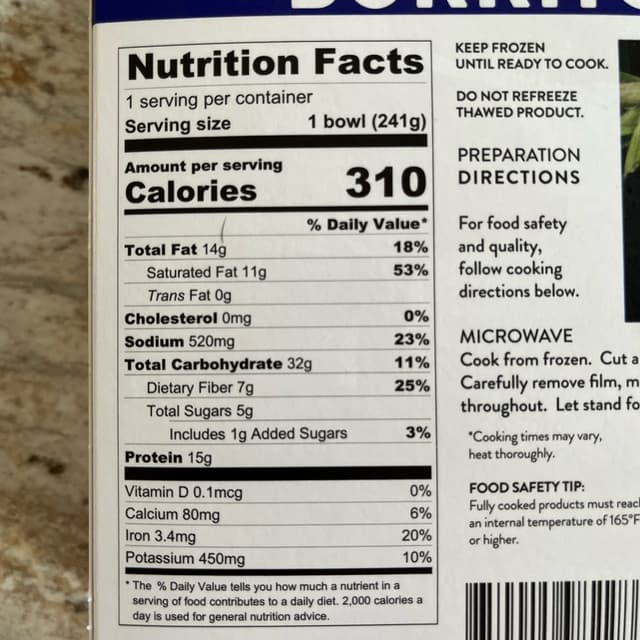 Nutrition Facts
1 serving per container
Serving size 1 bowl (241g)
Amount per serving
Calories 310
% Daily Value*
Total Fat 14g 18%
Saturated Fat 11g 53%
Trans Fat 0g
Cholesterol 0mg 0%
Sodium 520mg 23%
Total Carbohydrate 32g 11%
Dietary Fiber 7g 25%
Total Sugars 5g
Includes 1g Added Sugars 3%
Protein 15g
Vitamin D 0.1mcg 0%
Calcium 80mg 6%
Iron 3.4mg 20%
Potassium 450mg 10%
* The % Daily Value tells you how much a nutrient in a
serving of food contributes to a daily diet. 2,000 calories a
day is used for general nutrition advice.
KEEP FROZEN
UNTIL READY TO COOK.
DO NOT REFREEZE
THAWED PRODUCT.
PREPARATION
DIRECTIONS
For food safety
and quality,
follow cooking
directions below.
MICROWAVE
Cook from frozen. Cut a
Carefully remove film, m
throughout. Let stand fo
*Cooking times may vary,
heat thoroughly.
FOOD SAFETY TIP:
Fully cooked products must reac
an internal temperature of 165°F
or higher.